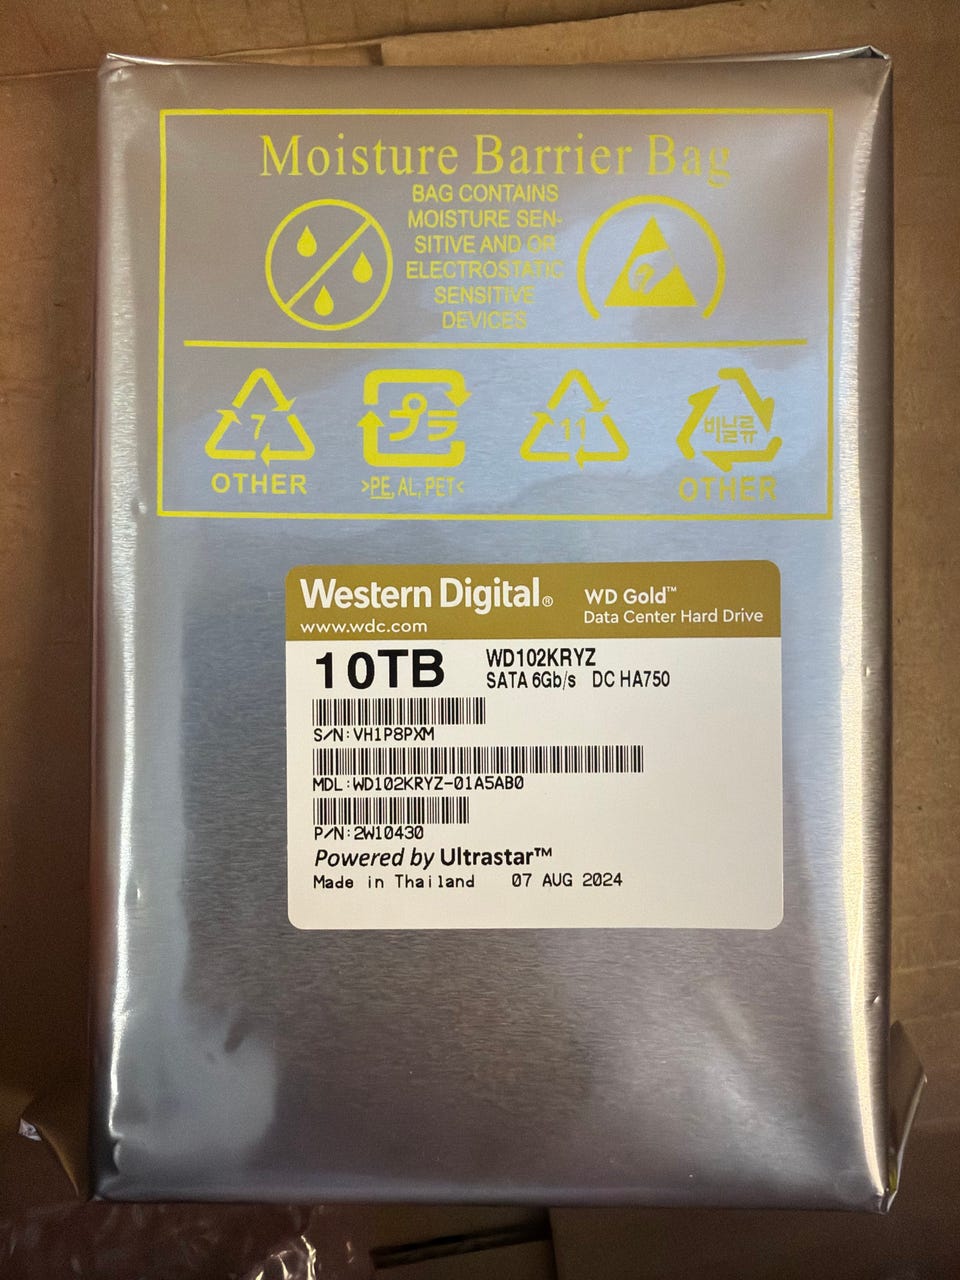 Moisture Barrier Bag
BAG CONTAINS
MOISTURE SEN-
SITIVE AND OR
ELECTROSTATIC
SENSITIVE
DEVICES
7
OTHER
プラ
>PE, AL, PET<
11
비닐류
OTHER
Western Digital®
www.wdc.com
WD Gold™
Data Center Hard Drive
10TB
WD102KRYZ
SATA 6Gb/s DC HA750
S/N:VH1P8PXM
MDL:WD102KRYZ-01A5AB0
P/N:2W10430
Powered by Ultrastar™
Made in Thailand 07 AUG 2024